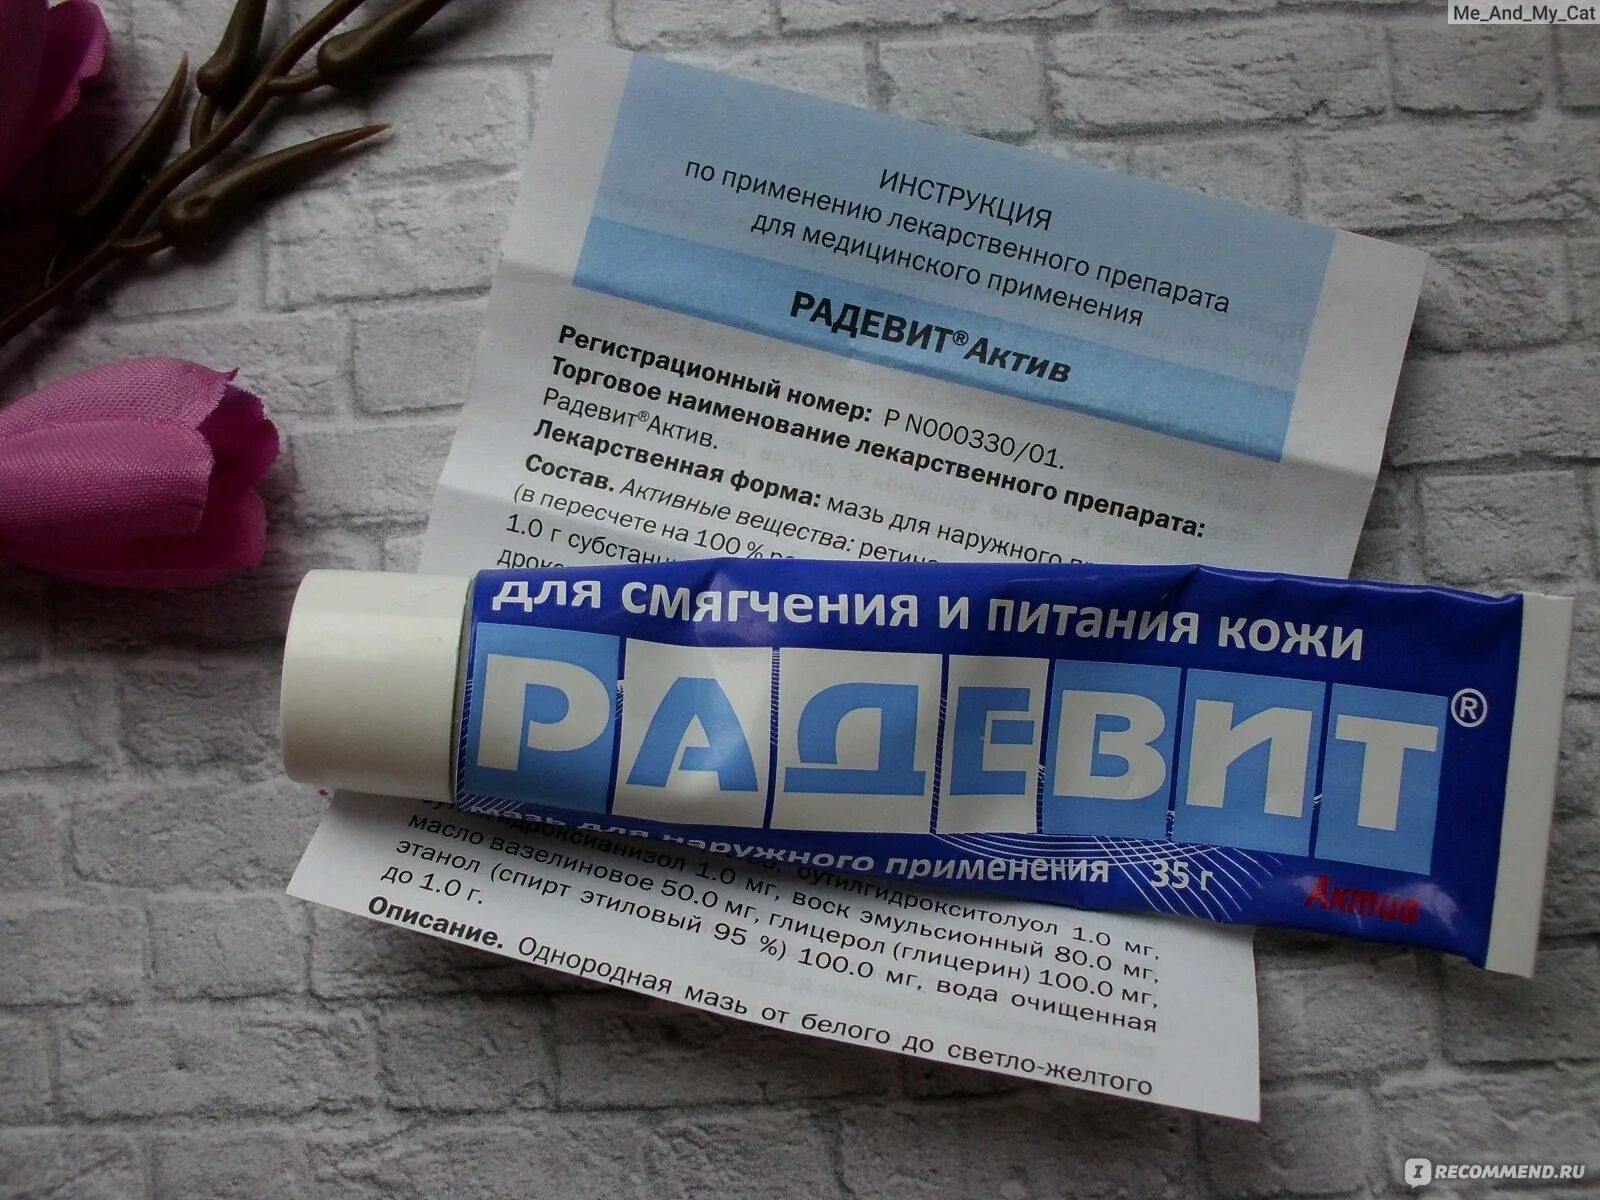 Me_And_My_Cat
ИНСТРУКЦИЯ
по применению лекарственного препарата
для медицинского применения
РАДЕВИТ® АКТИВ
Регистрационный номер: Р N000330/01.
Торговое наименование лекарственного препарата:
Радевит®Актив.
Лекарственная форма: мазь для наружного
Состав. Активные вещества:
(в пересчете на 100 %
1.0 г
для смягчения и питания кожи
РАДЕВИТ®
мазь для наружного применения 35 г
Актив
1.0 мг, бутилгидрокситолуол 1.0 мг,
масло вазелиновое 50.0 мг, воск эмульсионный 80.0 мг,
этанол (спирт этиловый 95 %) 100.0 мг, глицерол (глицерин) 100.0 мг,
до 1.0 г. вода очищенная
Описание. Однородная мазь от белого до светло-желтого
IRECOMMEND.RU